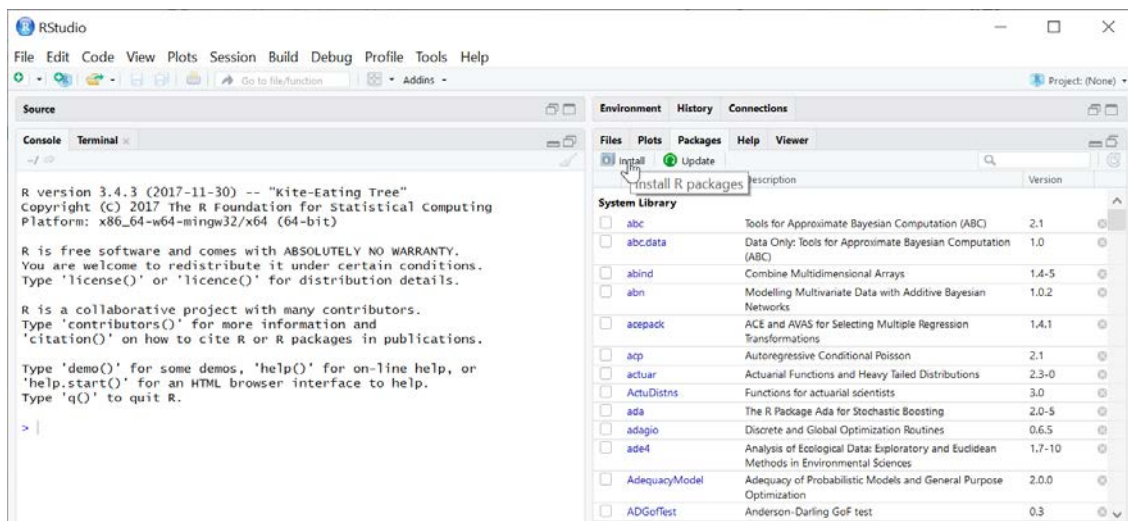 RStudio
File Edit Code View Plots Session Build Debug Profile Tools Help
Go to file/function Addins
Project: (None)
Source
Console Terminal
~/
R version 3.4.3 (2017-11-30) -- "Kite-Eating Tree"
Copyright (C) 2017 The R Foundation for Statistical Computing
Platform: x86_64-w64-mingw32/x64 (64-bit)
R is free software and comes with ABSOLUTELY NO WARRANTY.
You are welcome to redistribute it under certain conditions.
Type 'license()' or 'licence()' for distribution details.
R is a collaborative project with many contributors.
Type 'contributors()' for more information and
'citation()' on how to cite R or R packages in publications.
Type 'demo()' for some demos, 'help()' for on-line help, or
'help.start()' for an HTML browser interface to help.
Type 'q()' to quit R.
>
Environment History Connections
Files Plots Packages Help Viewer
Install Update
Install R packages
Description Version
System Library
abc Tools for Approximate Bayesian Computation (ABC) 2.1
abc.data Data Only: Tools for Approximate Bayesian Computation 1.0
(ABC)
abind Combine Multidimensional Arrays 1.4-5
abn Modelling Multivariate Data with Additive Bayesian 1.0.2
Networks
acepack ACE and AVAS for Selecting Multiple Regression 1.4.1
Transformations
acp Autoregressive Conditional Poisson 2.1
actuar Actuarial Functions and Heavy Tailed Distributions 2.3-0
ActuDistns Functions for actuarial scientists 3.0
ada The R Package Ada for Stochastic Boosting 2.0-5
adagio Discrete and Global Optimization Routines 0.6.5
ade4 Analysis of Ecological Data: Exploratory and Euclidean 1.7-10
Methods in Environmental Sciences
AdequacyModel Adequacy of Probabilistic Models and General Purpose 2.0.0
Optimization
ADGofTest Anderson-Darling GoF test 0.3